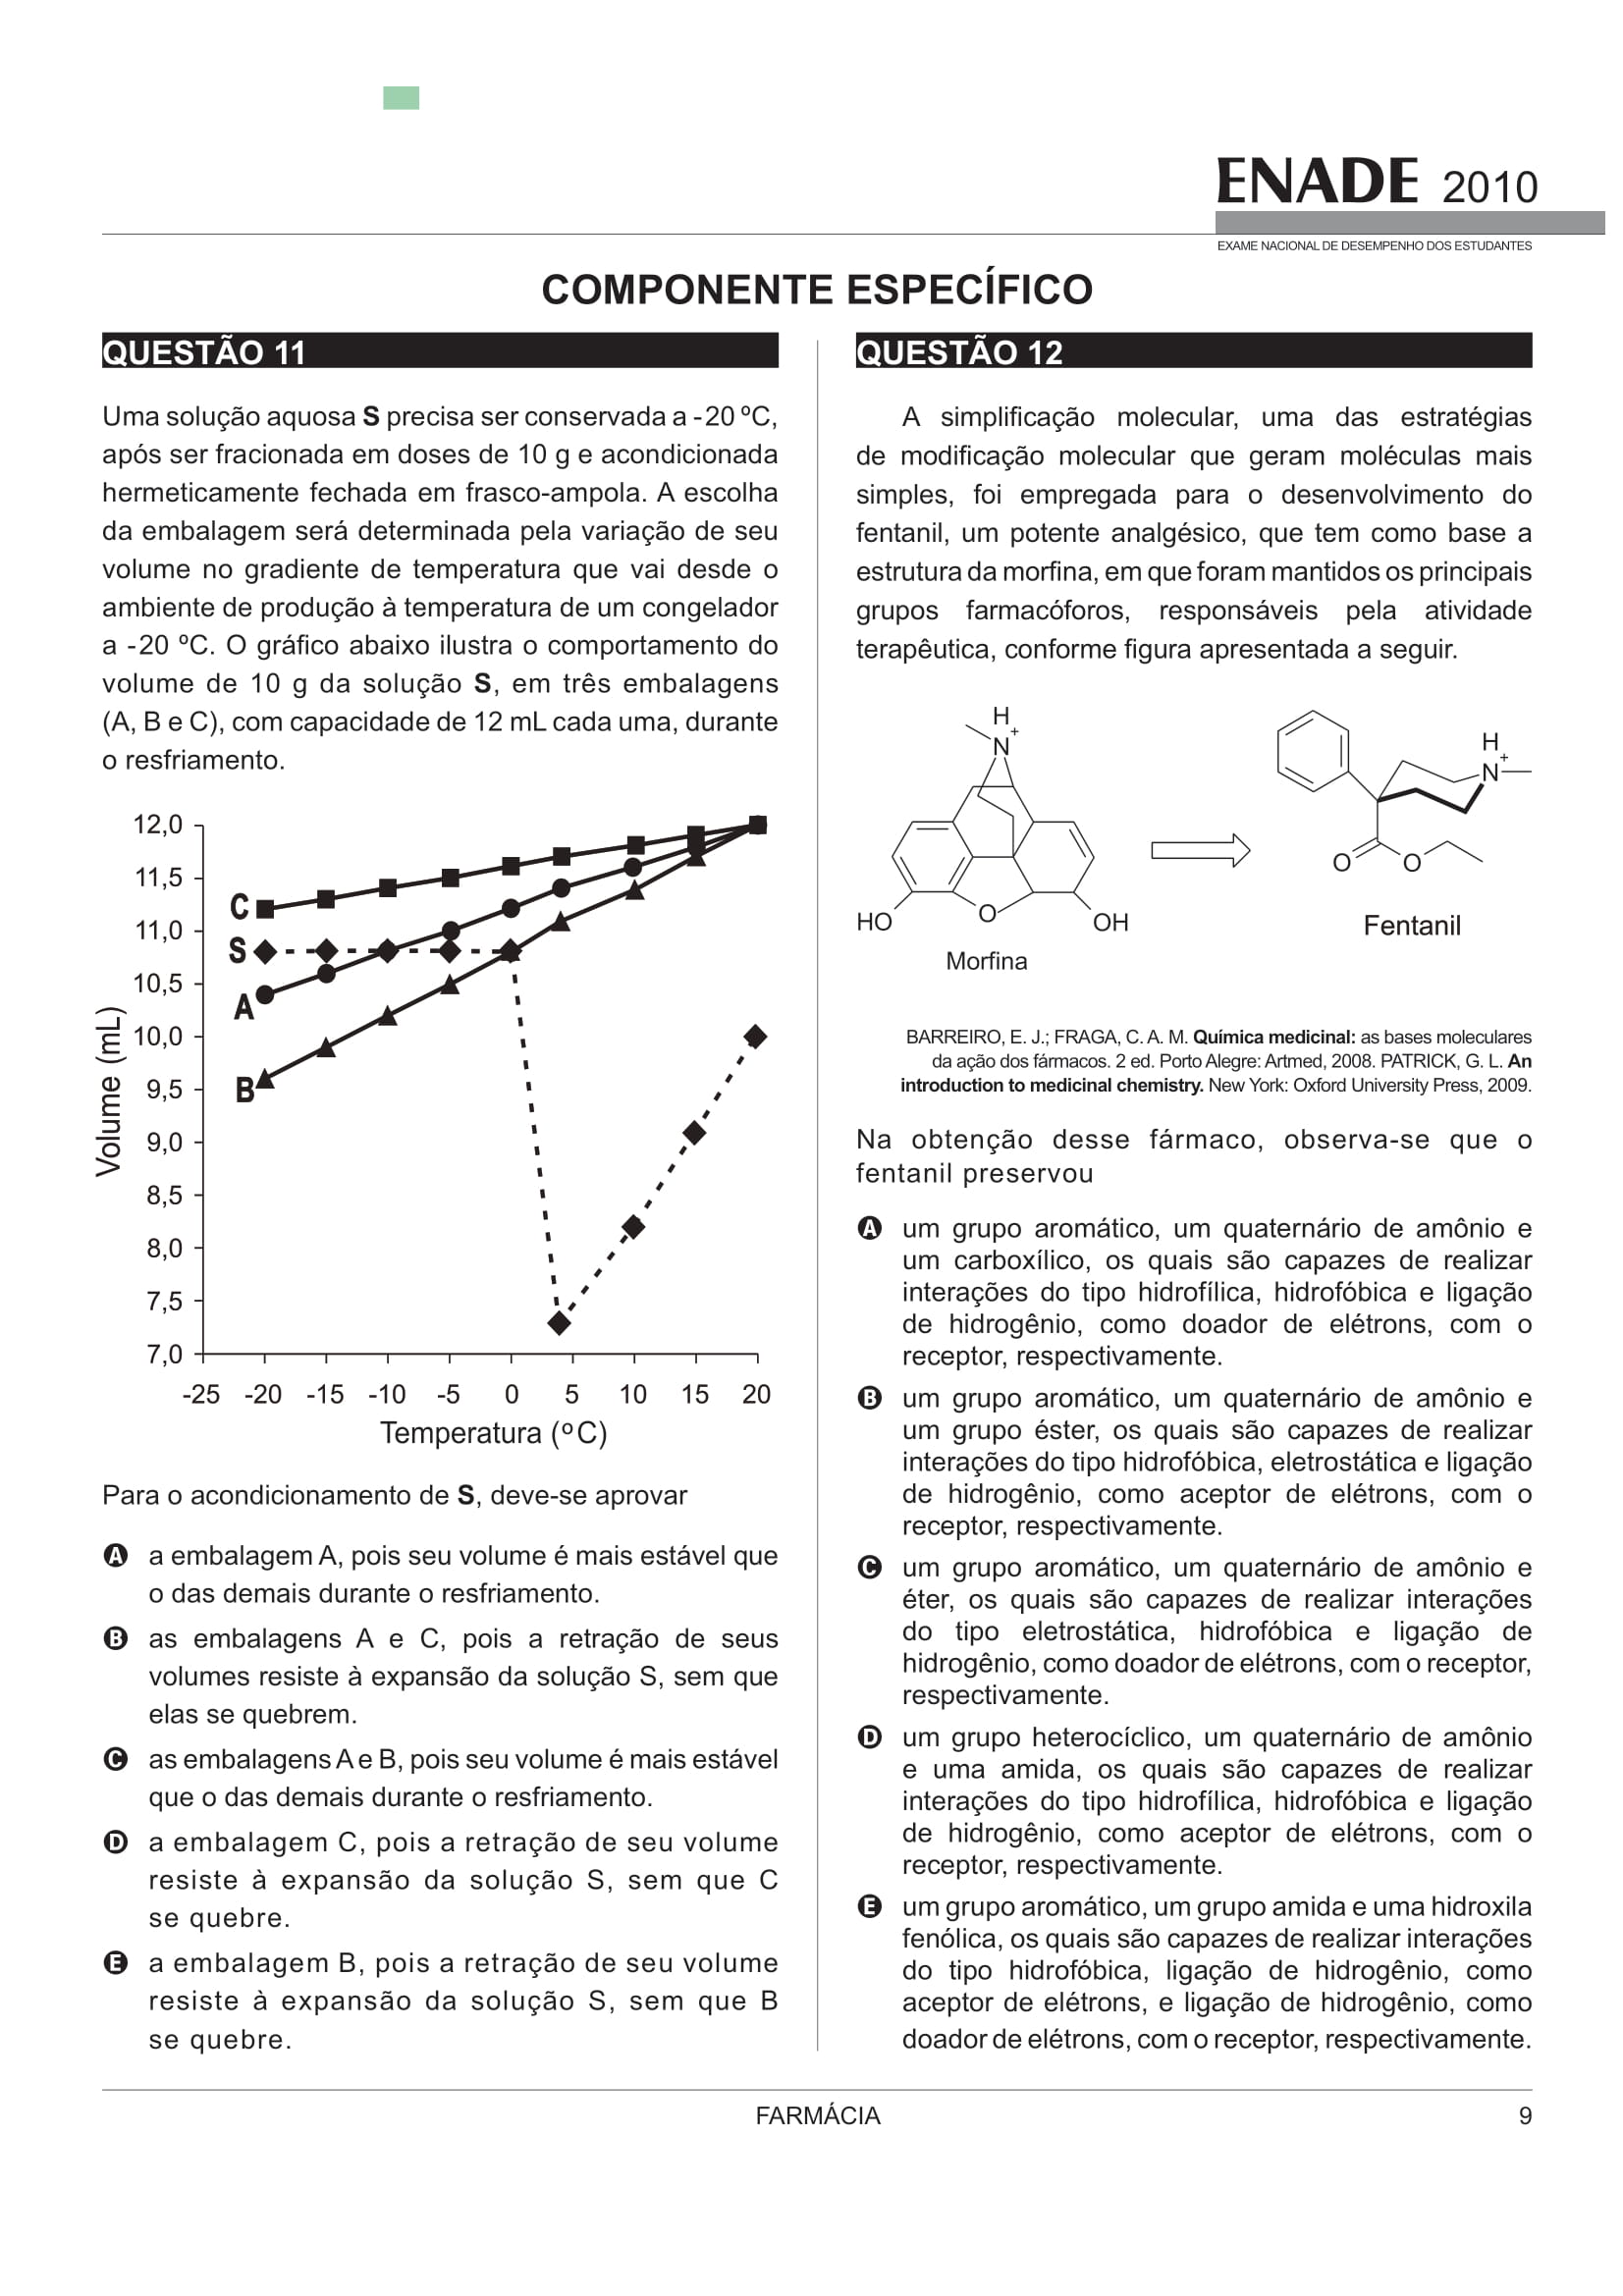 ENADE 2010
EXAME NACIONAL DE DESEMPENHO DOS ESTUDANTES
COMPONENTE ESPECÍFICO
QUESTÃO 11
Uma solução aquosa S precisa ser conservada a -20 ºC,
após ser fracionada em doses de 10 g e acondicionada
hermeticamente fechada em frasco-ampola. A escolha
da embalagem será determinada pela variação de seu
volume no gradiente de temperatura que vai desde o
ambiente de produção à temperatura de um congelador
a -20 ºC. O gráfico abaixo ilustra o comportamento do
volume de 10 g da solução S, em três embalagens
(A, B e C), com capacidade de 12 mL cada uma, durante
o resfriamento.
12,0
11,5
11,0
10,5
10,0
9,5
9,0
8,5
8,0
7,5
7,0
Volume (mL)
C
S
A
B
-25 -20 -15 -10 -5 0 5 10 15 20
Temperatura (ºC)
Para o acondicionamento de S, deve-se aprovar
A a embalagem A, pois seu volume é mais estável que
o das demais durante o resfriamento.
B as embalagens A e C, pois a retração de seus
volumes resiste à expansão da solução S, sem que
elas se quebrem.
C as embalagens A e B, pois seu volume é mais estável
que o das demais durante o resfriamento.
D a embalagem C, pois a retração de seu volume
resiste à expansão da solução S, sem que C
se quebre.
E a embalagem B, pois a retração de seu volume
resiste à expansão da solução S, sem que B
se quebre.
QUESTÃO 12
A simplificação molecular, uma das estratégias
de modificação molecular que geram moléculas mais
simples, foi empregada para o desenvolvimento do
fentanil, um potente analgésico, que tem como base a
estrutura da morfina, em que foram mantidos os principais
grupos farmacóforos, responsáveis pela atividade
terapêutica, conforme figura apresentada a seguir.
H
N+
HO
O
OH
Morfina
H
N+
O
O
Fentanil
BARREIRO, E. J.; FRAGA, C. A. M. Química medicinal: as bases moleculares
da ação dos fármacos. 2 ed. Porto Alegre: Artmed, 2008. PATRICK, G. L. An
introduction to medicinal chemistry. New York: Oxford University Press, 2009.
Na obtenção desse fármaco, observa-se que o
fentanil preservou
A um grupo aromático, um quaternário de amônio e
um carboxílico, os quais são capazes de realizar
interações do tipo hidrofílica, hidrofóbica e ligação
de hidrogênio, como doador de elétrons, com o
receptor, respectivamente.
B um grupo aromático, um quaternário de amônio e
um grupo éster, os quais são capazes de realizar
interações do tipo hidrofóbica, eletrostática e ligação
de hidrogênio, como aceptor de elétrons, com o
receptor, respectivamente.
C um grupo aromático, um quaternário de amônio e
éter, os quais são capazes de realizar interações
do tipo eletrostática, hidrofóbica e ligação de
hidrogênio, como doador de elétrons, com o receptor,
respectivamente.
D um grupo heterocíclico, um quaternário de amônio
e uma amida, os quais são capazes de realizar
interações do tipo hidrofílica, hidrofóbica e ligação
de hidrogênio, como aceptor de elétrons, com o
receptor, respectivamente.
E um grupo aromático, um grupo amida e uma hidroxila
fenólica, os quais são capazes de realizar interações
do tipo hidrofóbica, ligação de hidrogênio, como
aceptor de elétrons, e ligação de hidrogênio, como
doador de elétrons, com o receptor, respectivamente.
FARMÁCIA
9